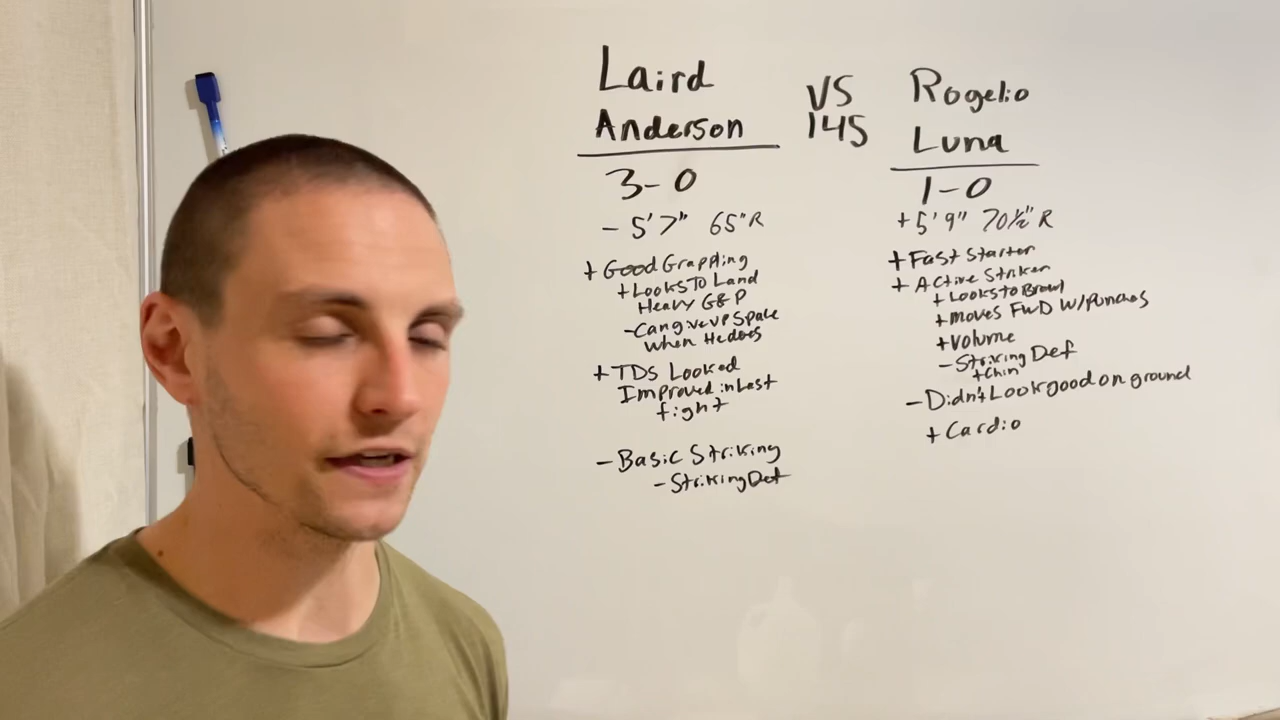 Laird
Anderson
3-0
- 5'7" 65"R
+ Good Grappling
+ Looks To Land
Heavy G&P
- Can give up space
when He does
+ TDs Looked
Improved in Last
fight
- Basic Striking
- Striking Def
VS
145
Rogelio
Luna
1-0
+ 5'9" 70½" R
+ Fast Starter
+ Active Striker
+ Looks to Brawl
+ moves FWD W/Punches
+ Volume
- Striking Def
+ Chin
- Didn't Look good on ground
+ Cardio